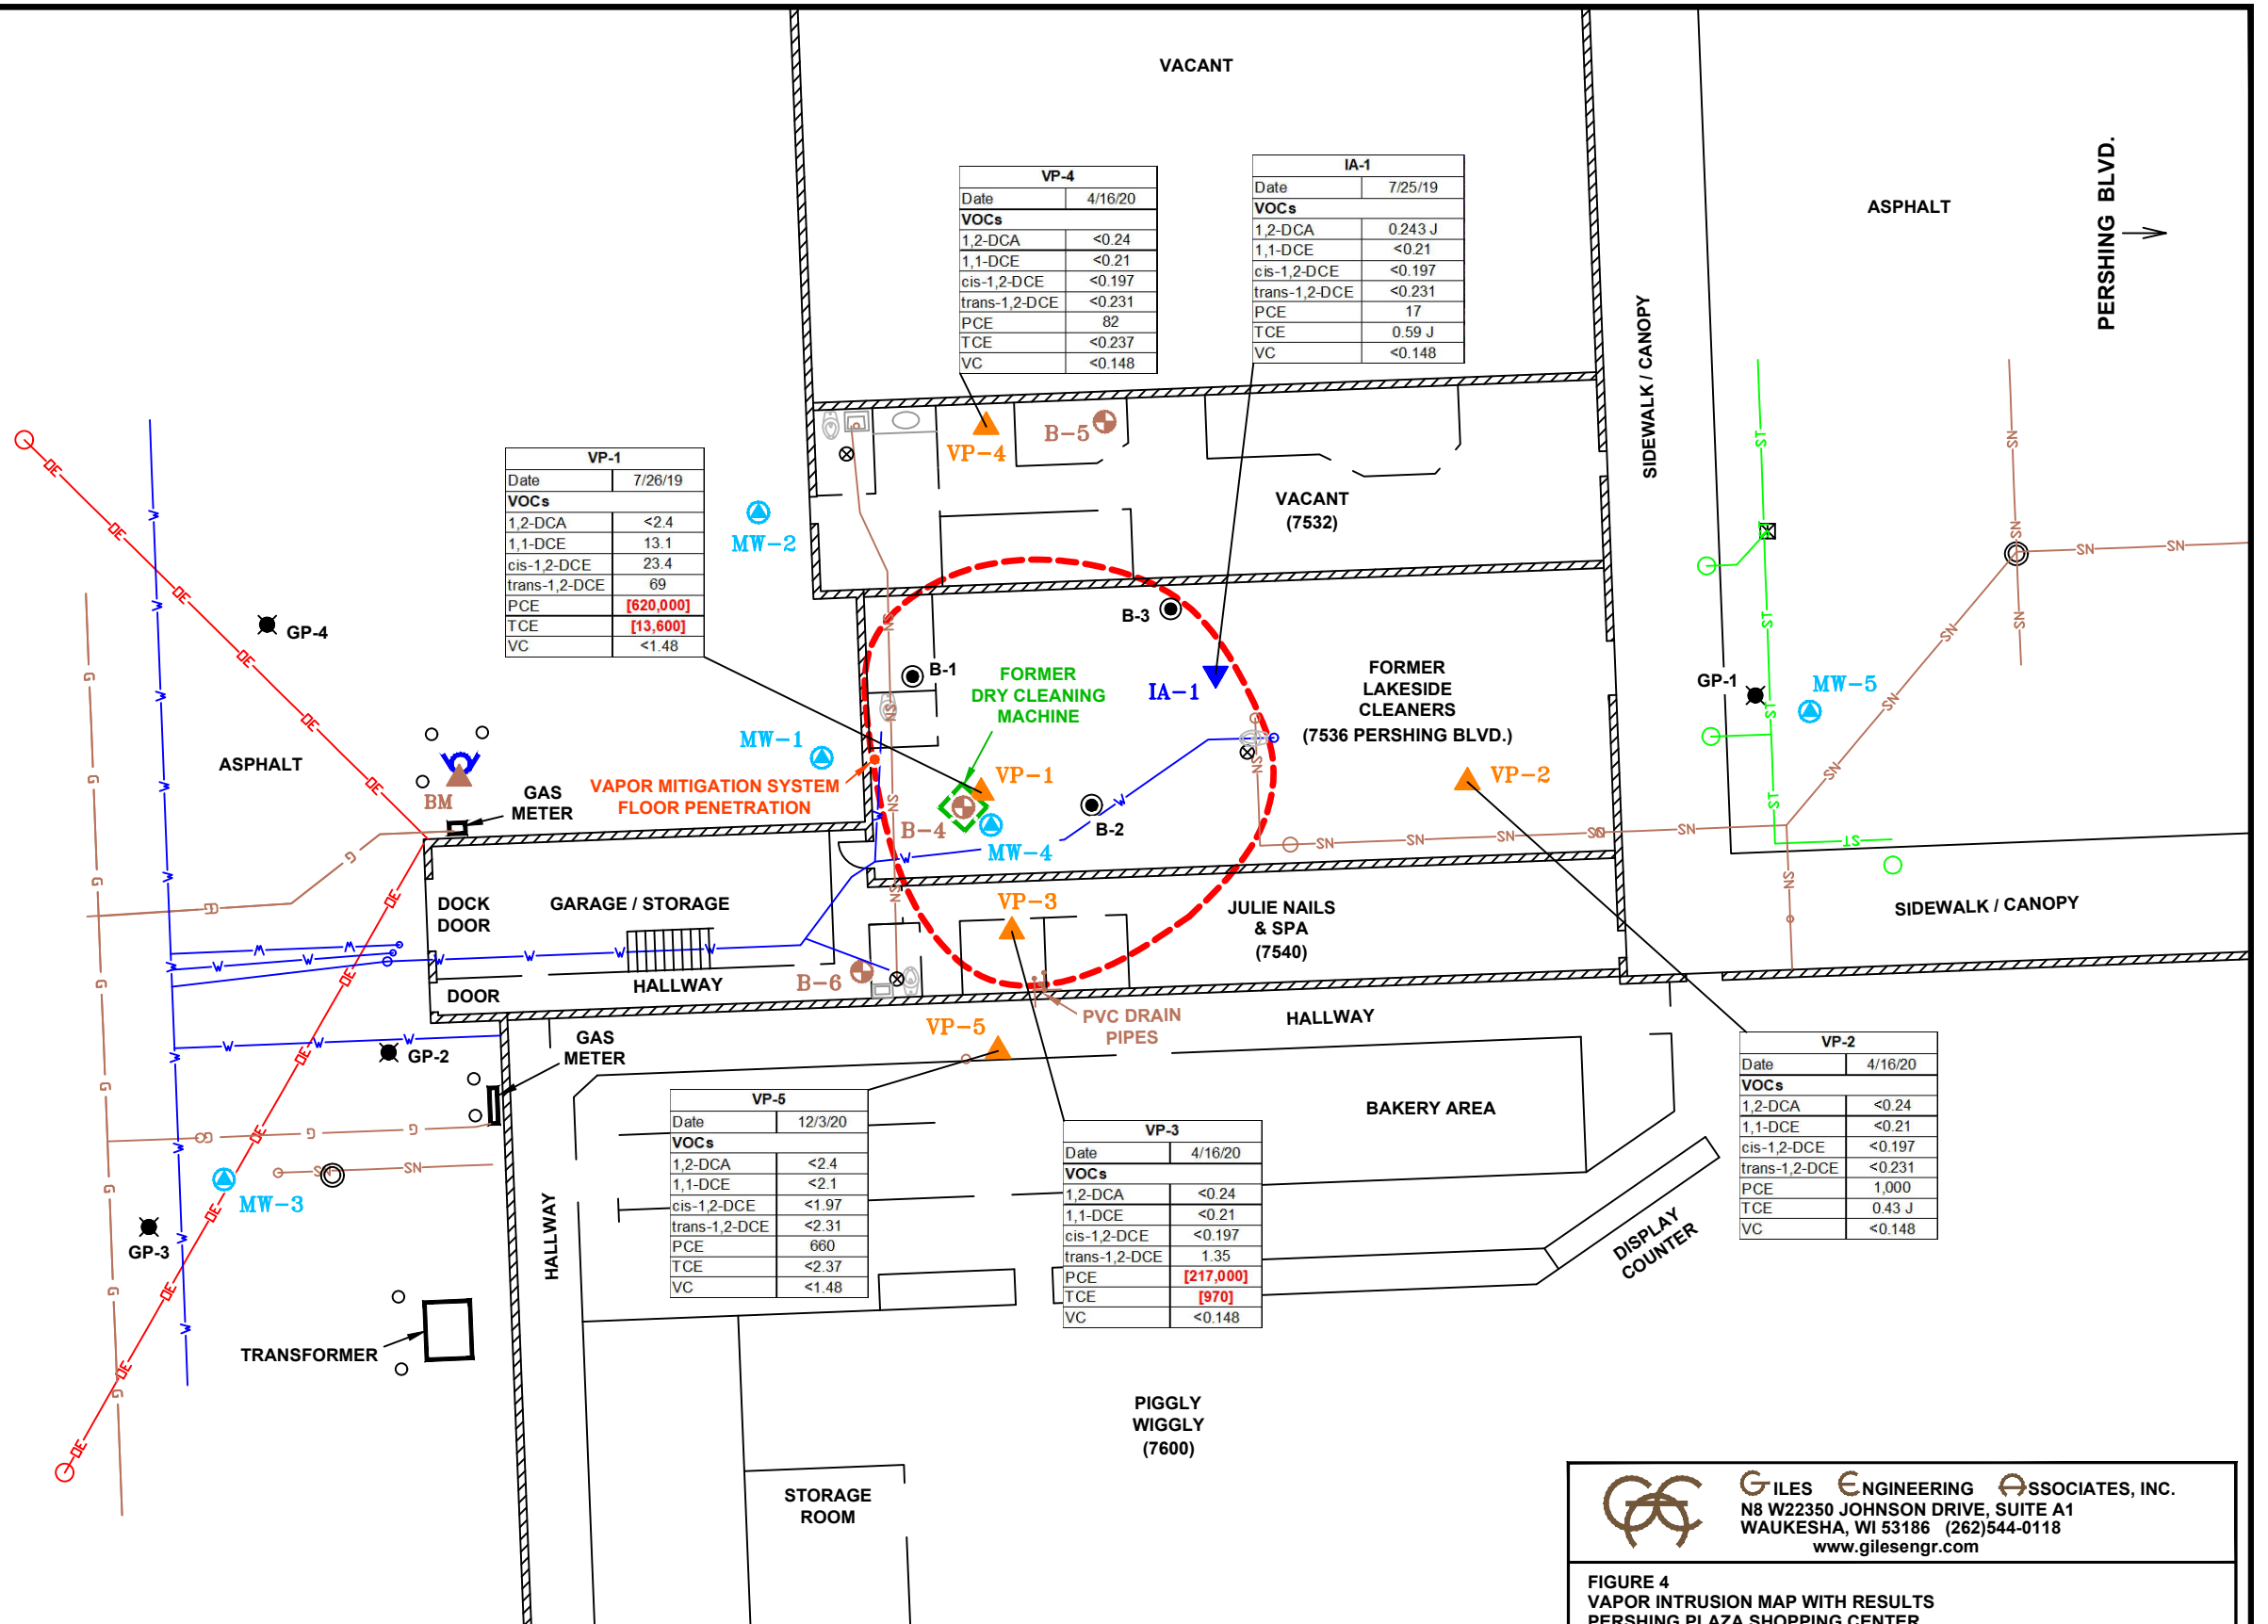 VACANT
ASPHALT
PERSHING BLVD.
SIDEWALK / CANOPY
VP-4
Date 4/16/20
VOCs
1,2-DCA <0.24
1,1-DCE <0.21
cis-1,2-DCE <0.197
trans-1,2-DCE <0.231
PCE 82
TCE <0.237
VC <0.148
IA-1
Date 7/25/19
VOCs
1,2-DCA 0.243 J
1,1-DCE <0.21
cis-1,2-DCE <0.197
trans-1,2-DCE <0.231
PCE 17
TCE 0.59 J
VC <0.148
VP-1
Date 7/26/19
VOCs
1,2-DCA <2.4
1,1-DCE 13.1
cis-1,2-DCE 23.4
trans-1,2-DCE 69
PCE [620,000]
TCE [13,600]
VC <1.48
VP-4
B-5
VACANT
(7532)
MW-2
GP-4
B-3
B-1
FORMER
DRY CLEANING
MACHINE
IA-1
FORMER
LAKESIDE
CLEANERS
(7536 PERSHING BLVD.)
GP-1
MW-5
MW-1
ASPHALT
BM
GAS
METER
VAPOR MITIGATION SYSTEM
FLOOR PENETRATION
VP-1
VP-2
B-4
B-2
MW-4
DOCK
DOOR
GARAGE / STORAGE
VP-3
JULIE NAILS
& SPA
(7540)
SIDEWALK / CANOPY
B-6
DOOR
HALLWAY
PVC DRAIN
PIPES
HALLWAY
VP-5
GAS
METER
GP-2
BAKERY AREA
VP-2
Date 4/16/20
VOCs
1,2-DCA <0.24
1,1-DCE <0.21
cis-1,2-DCE <0.197
trans-1,2-DCE <0.231
PCE 1,000
TCE 0.43 J
VC <0.148
VP-5
Date 12/3/20
VOCs
1,2-DCA <2.4
1,1-DCE <2.1
cis-1,2-DCE <1.97
trans-1,2-DCE <2.31
PCE 660
TCE <2.37
VC <1.48
VP-3
Date 4/16/20
VOCs
1,2-DCA <0.24
1,1-DCE <0.21
cis-1,2-DCE <0.197
trans-1,2-DCE 1.35
PCE [217,000]
TCE [970]
VC <0.148
MW-3
GP-3
HALLWAY
DISPLAY
COUNTER
TRANSFORMER
PIGGLY
WIGGLY
(7600)
STORAGE
ROOM
GILES ENGINEERING ASSOCIATES, INC.
N8 W22350 JOHNSON DRIVE, SUITE A1
WAUKESHA, WI 53186 (262)544-0118
www.gilesengr.com
FIGURE 4
VAPOR INTRUSION MAP WITH RESULTS
PERSHING PLAZA SHOPPING CENTER